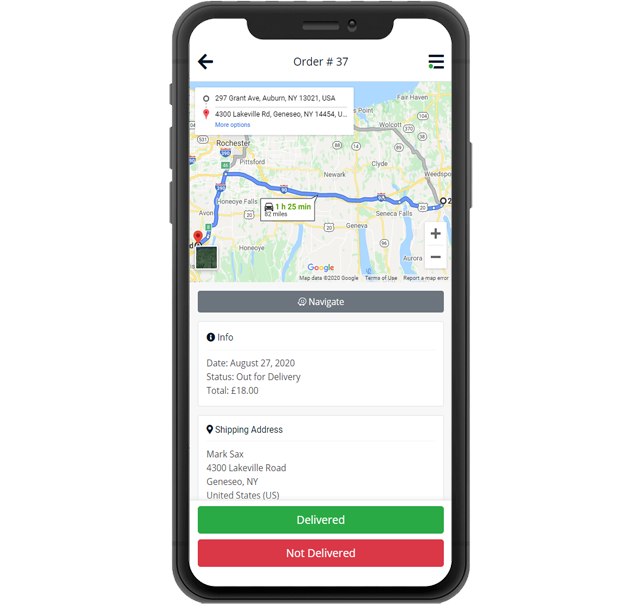 Order # 37
297 Grant Ave, Auburn, NY 13021, USA
4300 Lakeville Rd, Geneseo, NY 14454, U...
More options
Fair Haven
Wolcott
Rochester
Pittsford
Clyde
Newark
Weedsport
Honeoye Falls
1 h 25 min
82 miles
Avon
Seneca Falls
Geneva
Honeoye
Aurora
+
−
Google
Map data ©2020 Google
Terms of Use
Report a map error
Navigate
Info
Date: August 27, 2020
Status: Out for Delivery
Total: £18.00
Shipping Address
Mark Sax
4300 Lakeville Road
Geneseo, NY
United States (US)
Delivered
Not Delivered